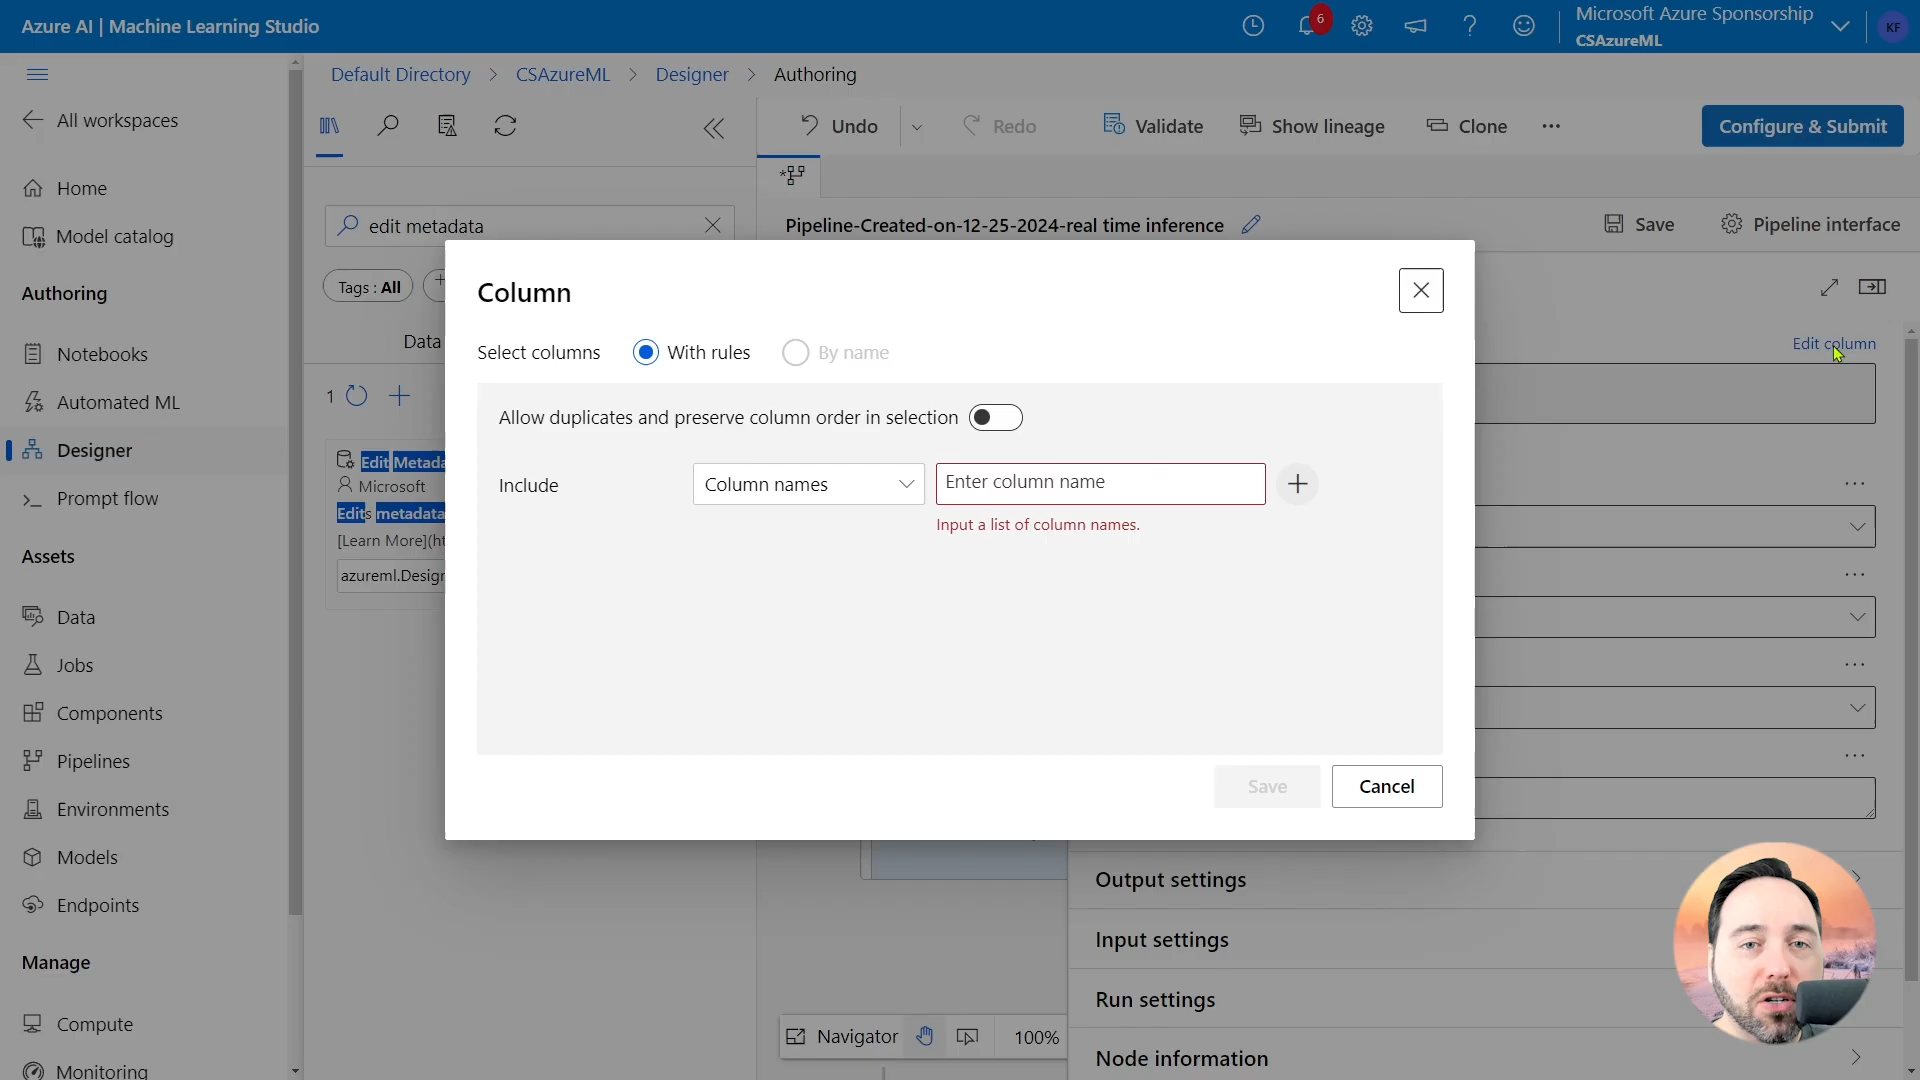 Azure AI | Machine Learning Studio
6
Microsoft Azure Sponsorship
CSAzureML
KF
Default Directory > CSAzureML > Designer > Authoring
All workspaces
Undo
Redo
Validate
Show lineage
Clone
Configure & Submit
Home
Model catalog
edit metadata
Pipeline-Created-on-12-25-2024-real time inference
Save
Pipeline interface
Tags : All
Authoring
Data
Notebooks
Automated ML
Designer
Prompt flow
1
Microsoft
Edits metadata
azureml.Desig
Assets
Data
Jobs
Components
Pipelines
Environments
Models
Endpoints
Manage
Compute
Monitoring
Column
Select columns
With rules
By name
Allow duplicates and preserve column order in selection
Include
Column names
Enter column name
Input a list of column names.
Save
Cancel
Edit column
Output settings
Input settings
Run settings
Node information
Navigator
100%